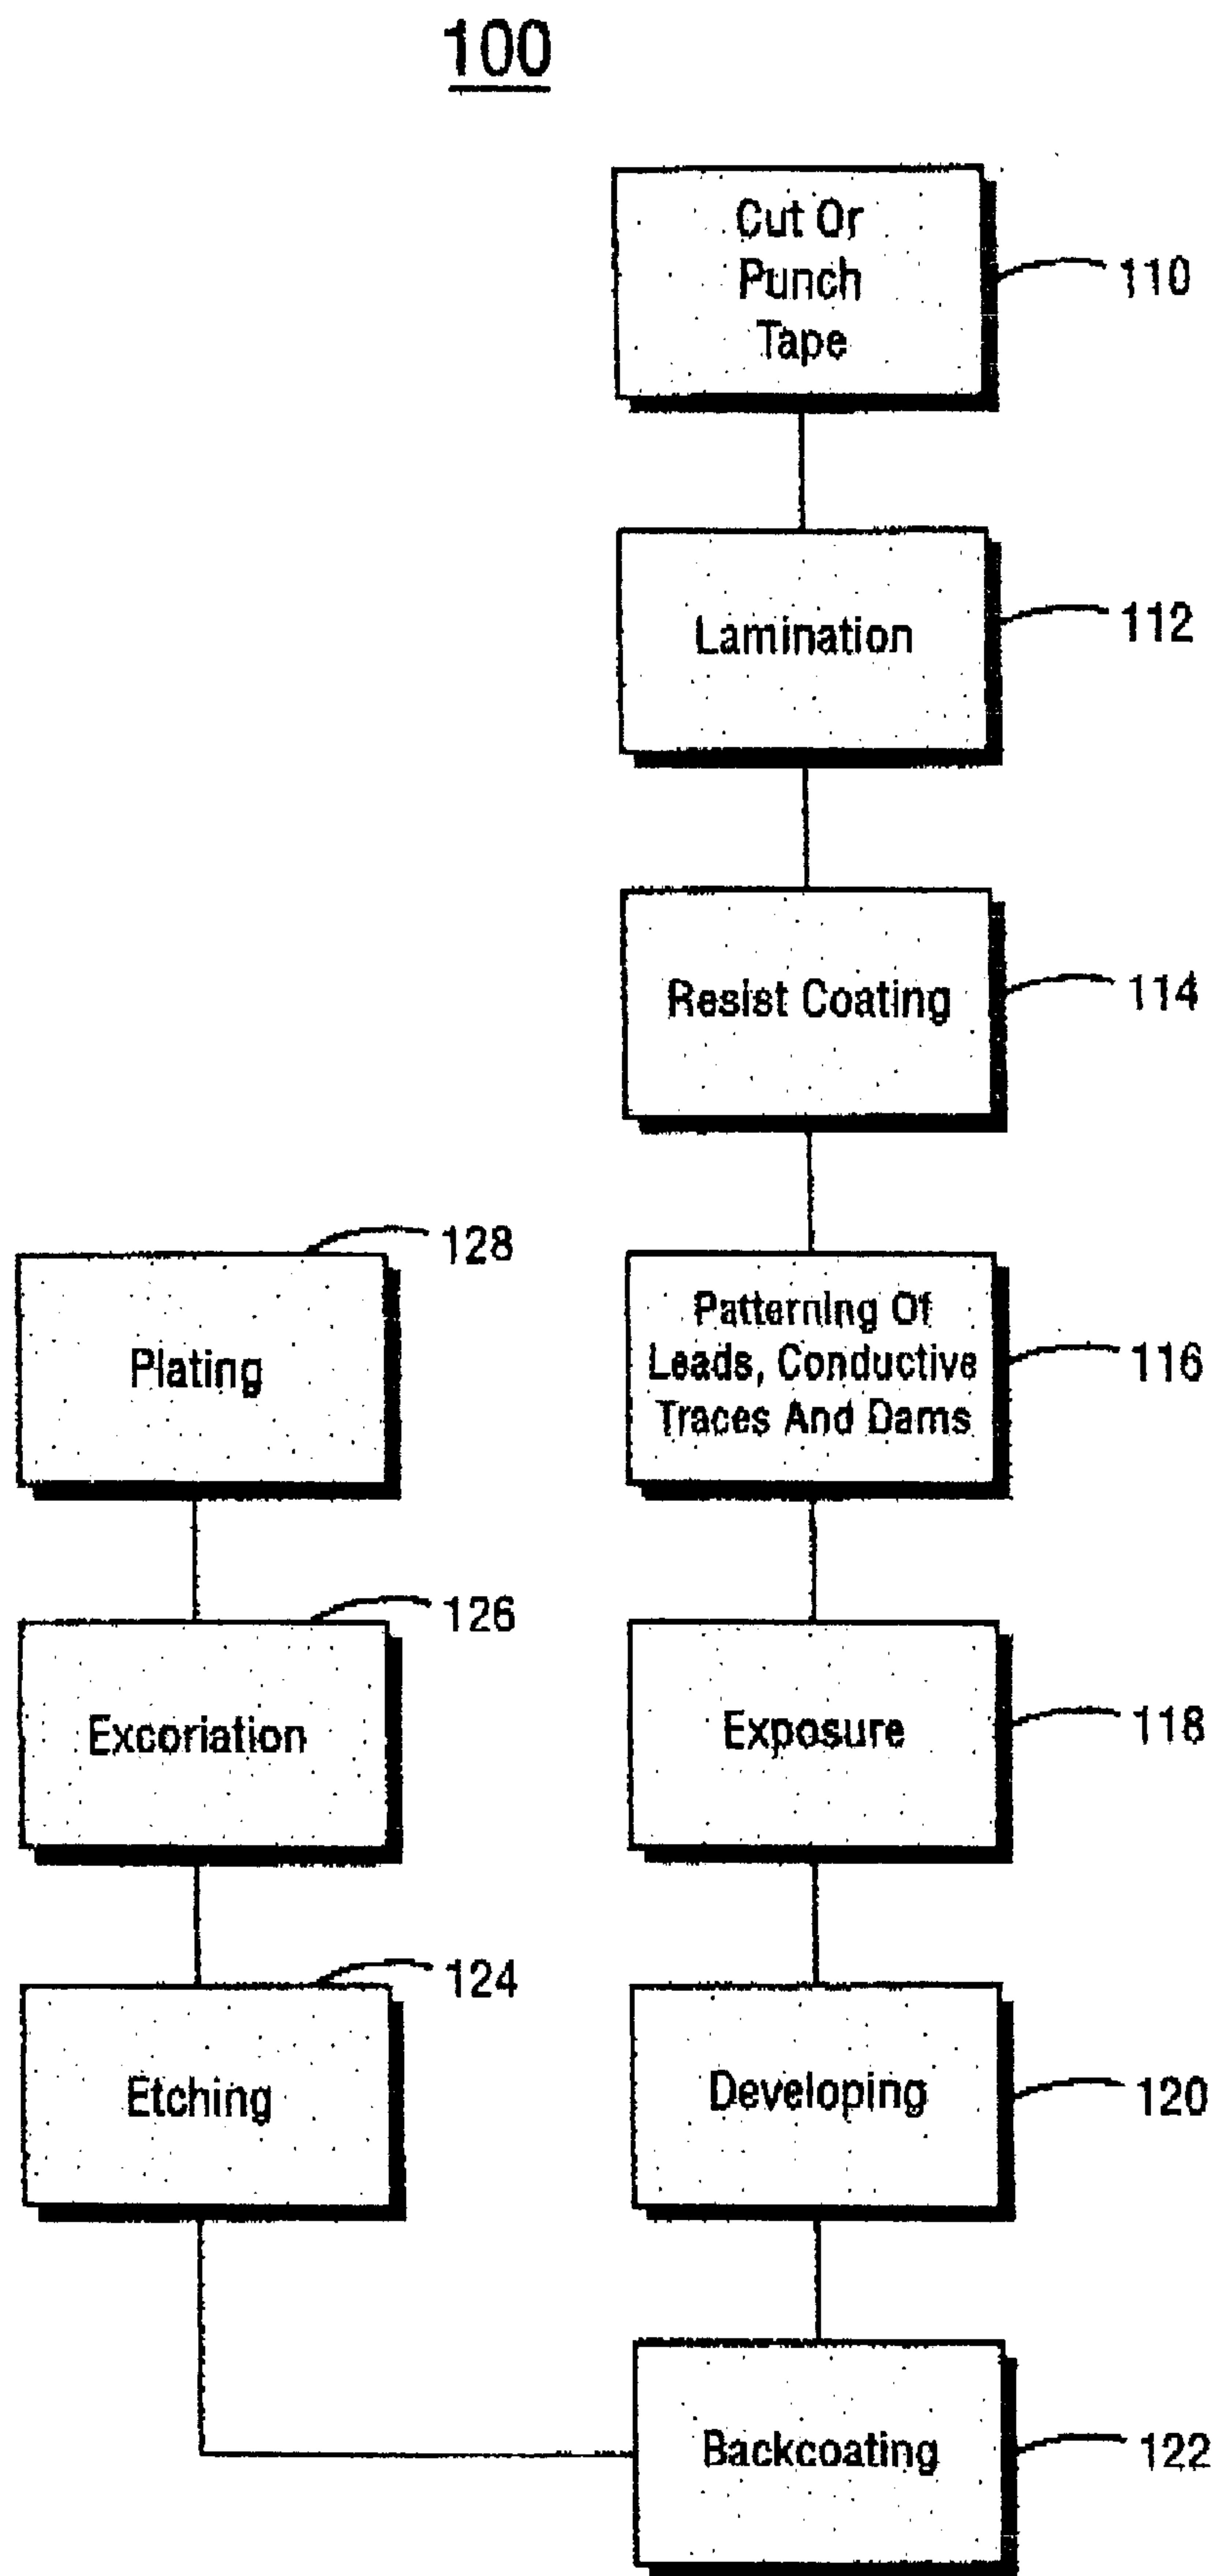 100
Cut Or
Punch
Tape
110
Lamination
112
Resist Coating
114
Patterning Of
Leads, Conductive
Traces And Dams
116
Exposure
118
Developing
120
Backcoating
122
Etching
124
Excoriation
126
Plating
128